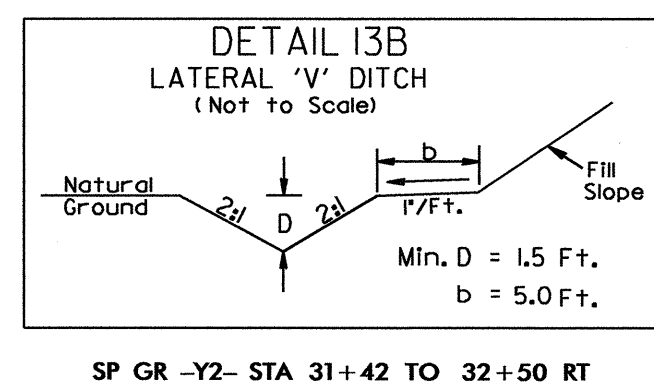 DETAIL 13B
LATERAL 'V' DITCH
(Not to Scale)
b
Natural
Ground
2:1
D
2:1
1"/Ft.
Fill
Slope
Min. D = 1.5 Ft.
b = 5.0 Ft.
SP GR -Y2- STA 31+42 TO 32+50 RT